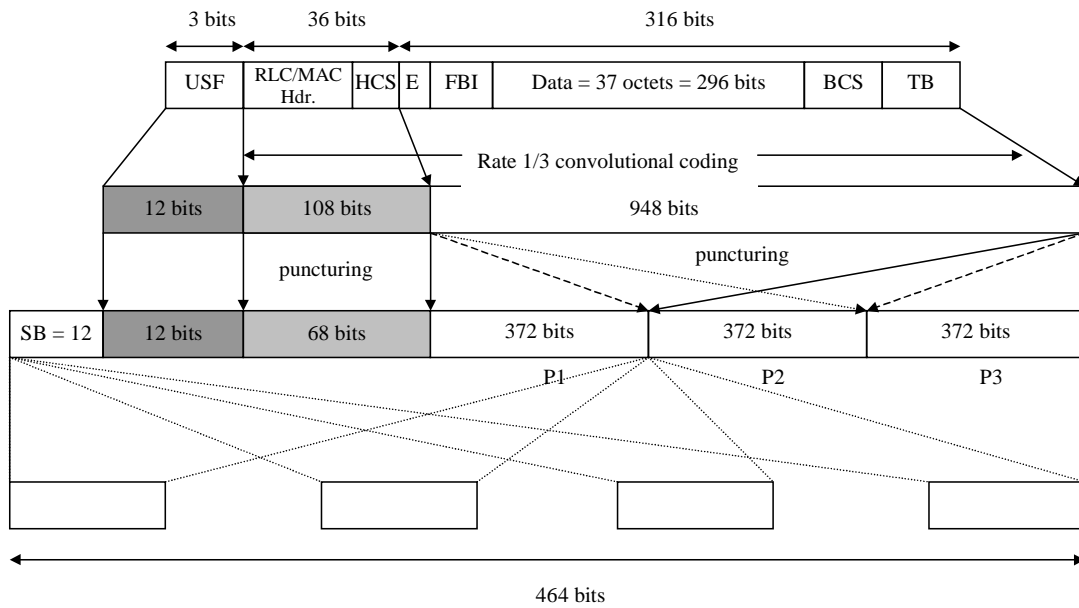 3 bits 36 bits 316 bits
USF RLC/MAC Hdr. HCS E FBI Data = 37 octets = 296 bits BCS TB
Rate 1/3 convolutional coding
12 bits 108 bits 948 bits
puncturing puncturing
SB = 12 12 bits 68 bits 372 bits 372 bits 372 bits
P1 P2 P3
464 bits